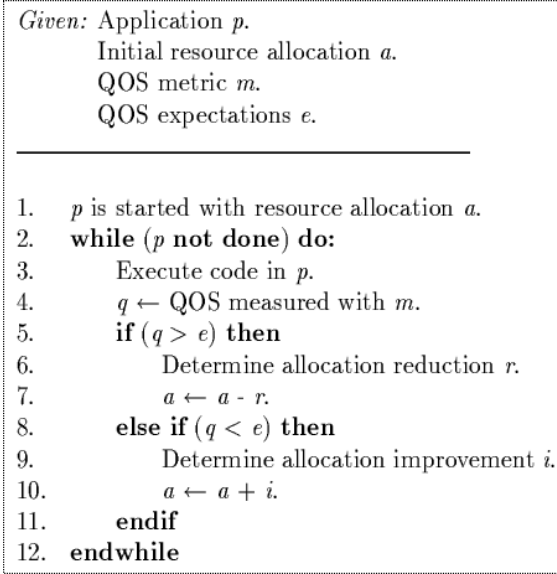 Given: Application p.
Initial resource allocation a.
QOS metric m.
QOS expectations e.
1. p is started with resource allocation a.
2. while (p not done) do:
3. Execute code in p.
4. q ← QOS measured with m.
5. if (q > e) then
6. Determine allocation reduction r.
7. a ← a - r.
8. else if (q < e) then
9. Determine allocation improvement i.
10. a ← a + i.
11. endif
12. endwhile